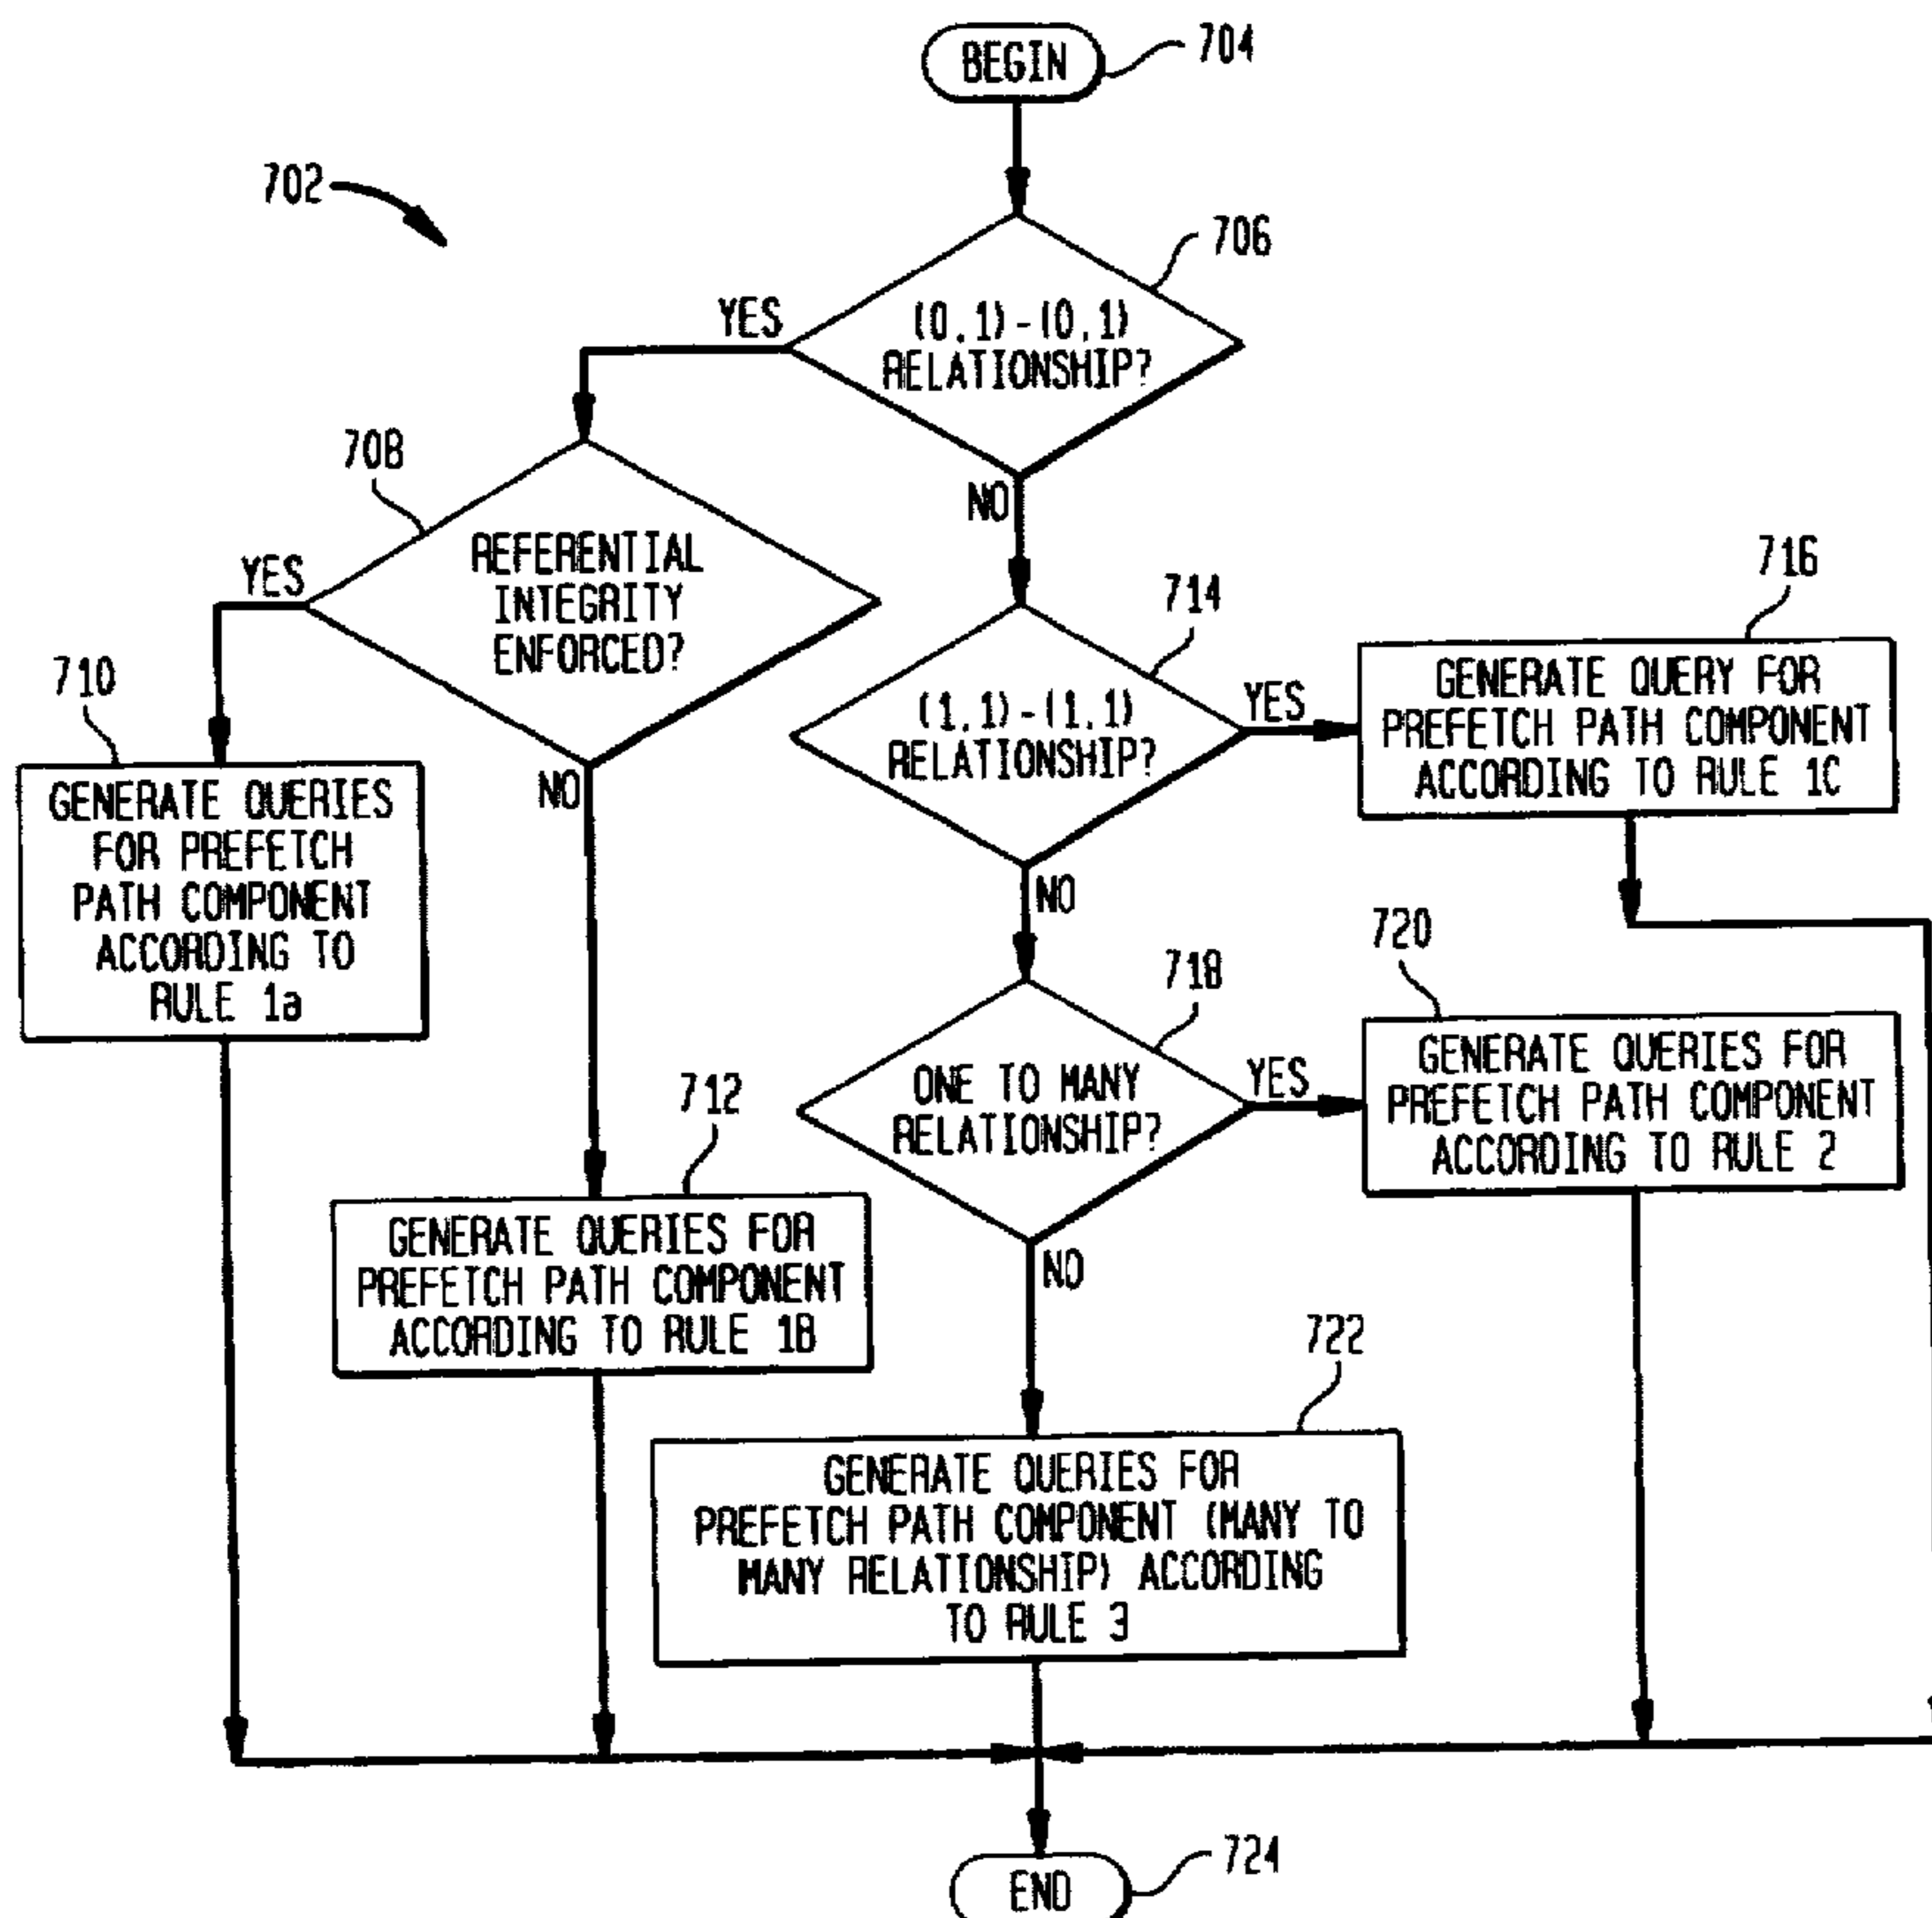 BEGIN
704
702
706
(0,1)-(0,1)
RELATIONSHIP?
YES
NO
708
REFERENTIAL
INTEGRITY
ENFORCED?
YES
NO
710
GENERATE QUERIES
FOR PREFETCH
PATH COMPONENT
ACCORDING TO
RULE 1a
712
GENERATE QUERIES FOR
PREFETCH PATH COMPONENT
ACCORDING TO RULE 1B
714
(1,1)-(1,1)
RELATIONSHIP?
YES
NO
716
GENERATE QUERY FOR
PREFETCH PATH COMPONENT
ACCORDING TO RULE 1C
718
ONE TO MANY
RELATIONSHIP?
YES
NO
720
GENERATE QUERIES FOR
PREFETCH PATH COMPONENT
ACCORDING TO RULE 2
722
GENERATE QUERIES FOR
PREFETCH PATH COMPONENT (MANY TO
MANY RELATIONSHIP) ACCORDING
TO RULE 3
END
724